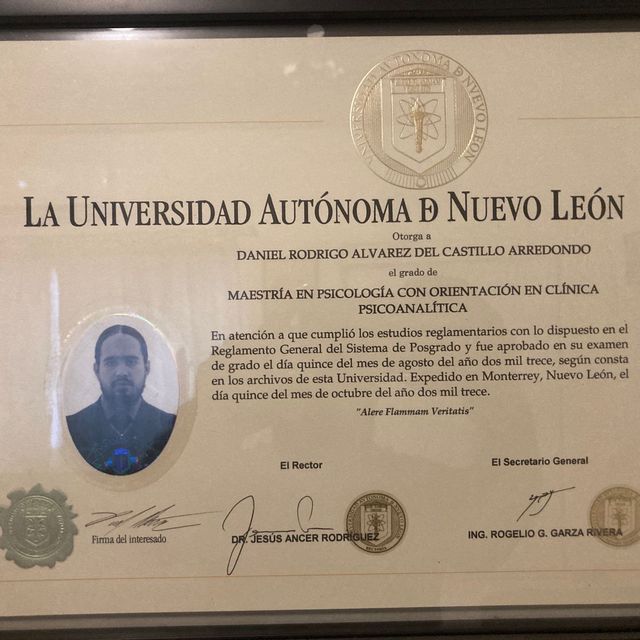 UNIVERSIDAD AUTÓNOMA Ð NUEVO LEÓN
LA UNIVERSIDAD AUTÓNOMA Ð NUEVO LEÓN
Otorga a
DANIEL RODRIGO ALVAREZ DEL CASTILLO ARREDONDO
el grado de
MAESTRÍA EN PSICOLOGÍA CON ORIENTACIÓN EN CLÍNICA
PSICOANALÍTICA
En atención a que cumplió los estudios reglamentarios con lo dispuesto en el
Reglamento General del Sistema de Posgrado y fue aprobado en su examen
de grado el día quince del mes de agosto del año dos mil trece, según consta
en los archivos de esta Universidad. Expedido en Monterrey, Nuevo León, el
día quince del mes de octubre del año dos mil trece.
"Alere Flammam Veritatis"
El Rector
El Secretario General
Firma del interesado
DR. JESÚS ANCER RODRÍGUEZ
ING. ROGELIO G. GARZA RIVERA